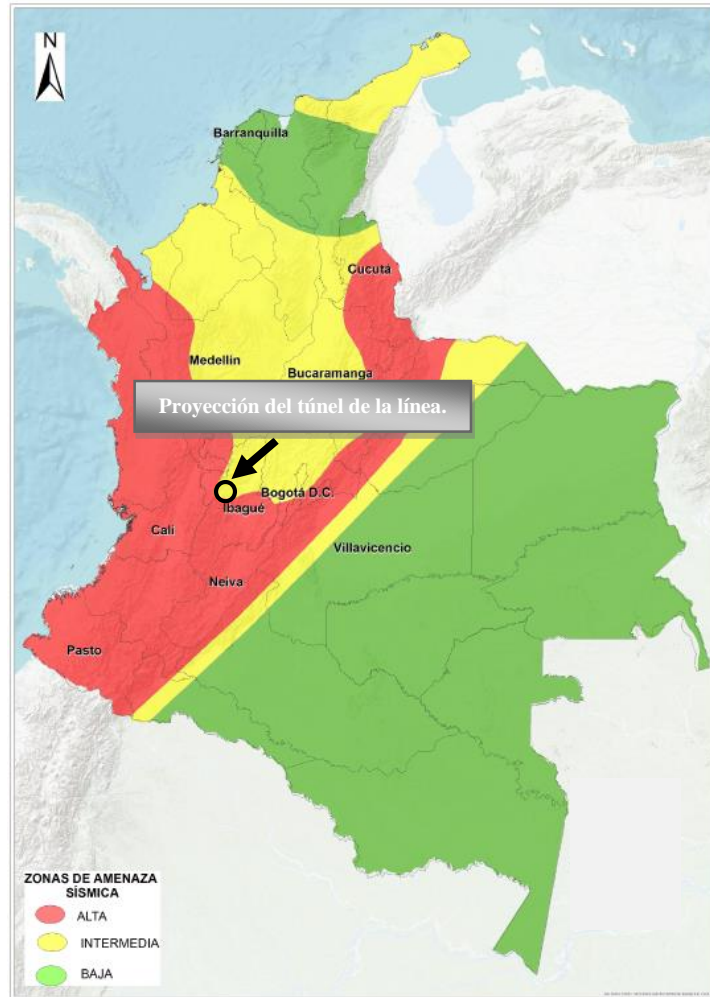 N
Barranquilla
Cucutá
Medellín
Bucaramanga
Proyección del túnel de la línea.
Bogotá D.C.
Ibagué
Cali
Villavicencio
Neiva
Pasto
ZONAS DE AMENAZA
SÍSMICA
ALTA
INTERMEDIA
BAJA